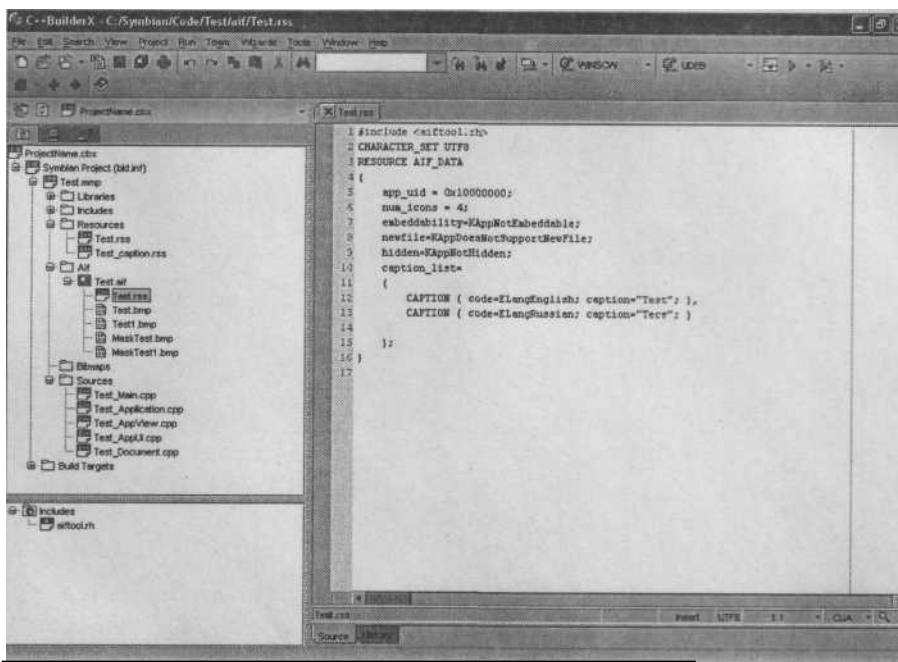 C++BuilderX - C:/Symbian/Code/Test/aif/Test.rss
File Edit Search View Project Run Team Wizards Tools Window Help
WINSCW
UDEB
ProjectName.cbx
ProjectName.cbx
Symbian Project (bld.inf)
Test.mmp
Libraries
Includes
Resources
Test.rss
Test_caption.rss
Aif
Test.aif
Test.rss
Test.bmp
Test1.bmp
MaskTest.bmp
MaskTest1.bmp
Bitmaps
Sources
Test_Main.cpp
Test_Application.cpp
Test_AppView.cpp
Test_AppUi.cpp
Test_Document.cpp
Build Targets
Includes
aiftool.rh
Test.rss
1 #include <aiftool.rh>
2 CHARACTER_SET UTF8
3 RESOURCE AIF_DATA
4 {
5 app_uid = 0x10000000;
6 num_icons = 4;
7 embeddability=KAppNotEmbeddable;
8 newfile=KAppDoesNotSupportNewFile;
9 hidden=KAppNotHidden;
10 caption_list=
11 {
12 CAPTION { code=ELangEnglish; caption="Test"; },
13 CAPTION { code=ELangRussian; caption="Тест"; }
14
15 };
16 }
17
Test.rss
Insert UTF8 1:1 CUA
Source History